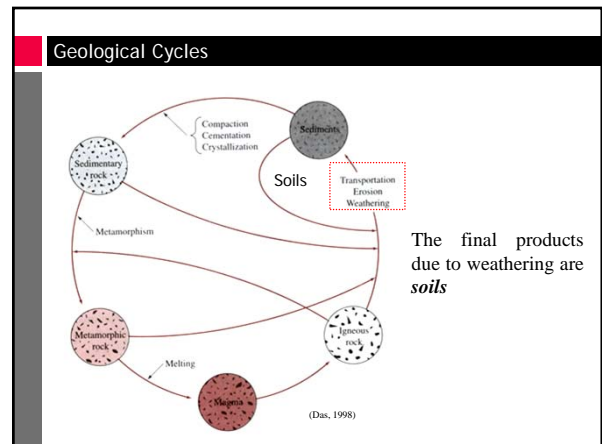 Geological Cycles
Compaction
Cementation
Crystallization
Sediments
Sedimentary
rock
Soils
Transportation
Erosion
Weathering
Metamorphism
The final products
due to weathering are
soils
Metamorphic
rock
Igneous
rock
Melting
Magma
(Das, 1998)